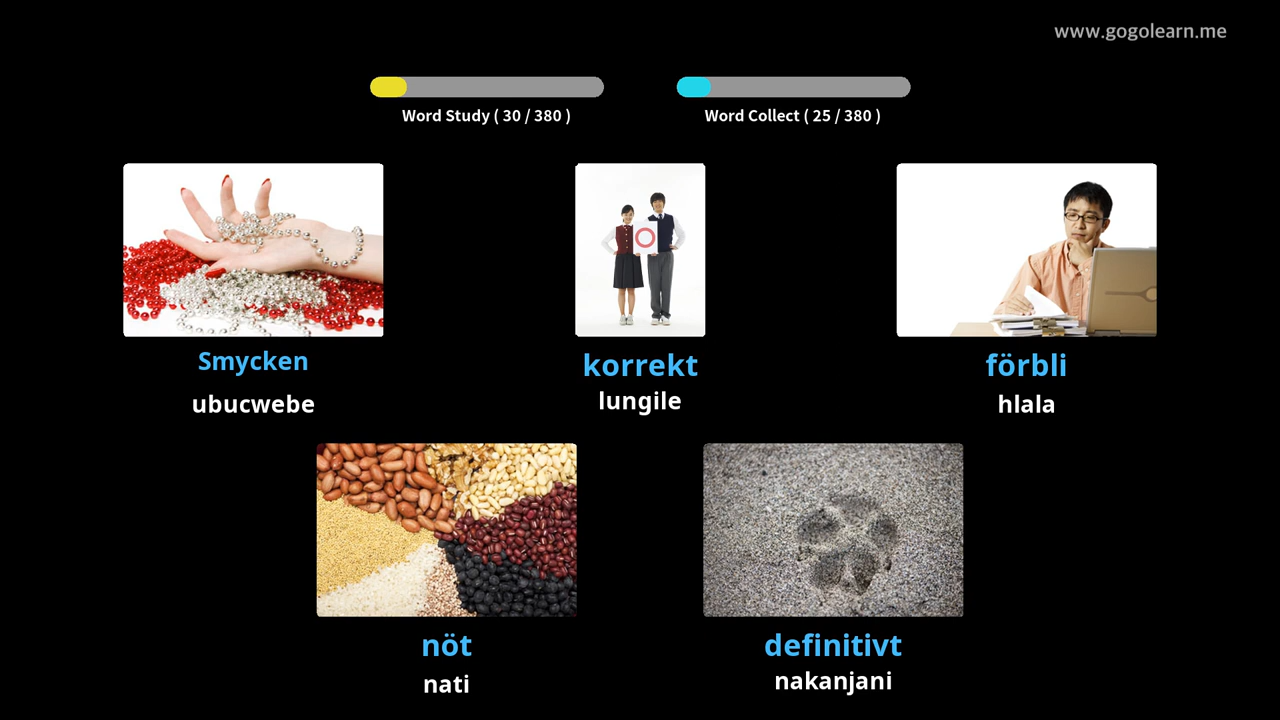 www.gogolearn.me
Word Study ( 30 / 380 )
Word Collect ( 25 / 380 )
Smycken
ubucwebe
korrekt
lungile
förbli
hlala
nöt
nati
definitivt
nakanjani